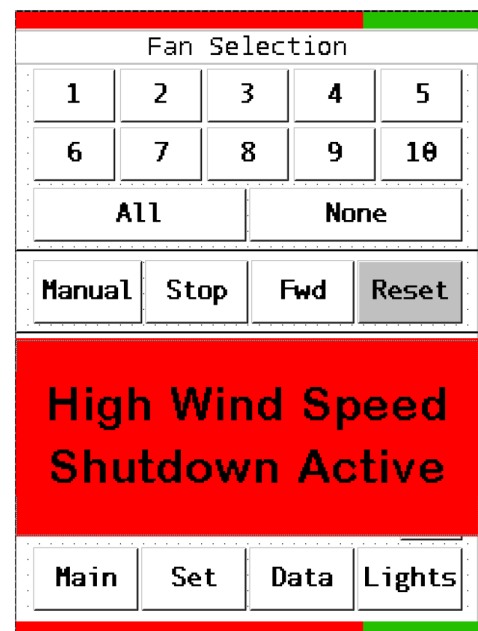 Fan Selection
1 2 3 4 5
6 7 8 9 10
All None
Manual Stop Fwd Reset
High Wind Speed
Shutdown Active
Main Set Data Lights